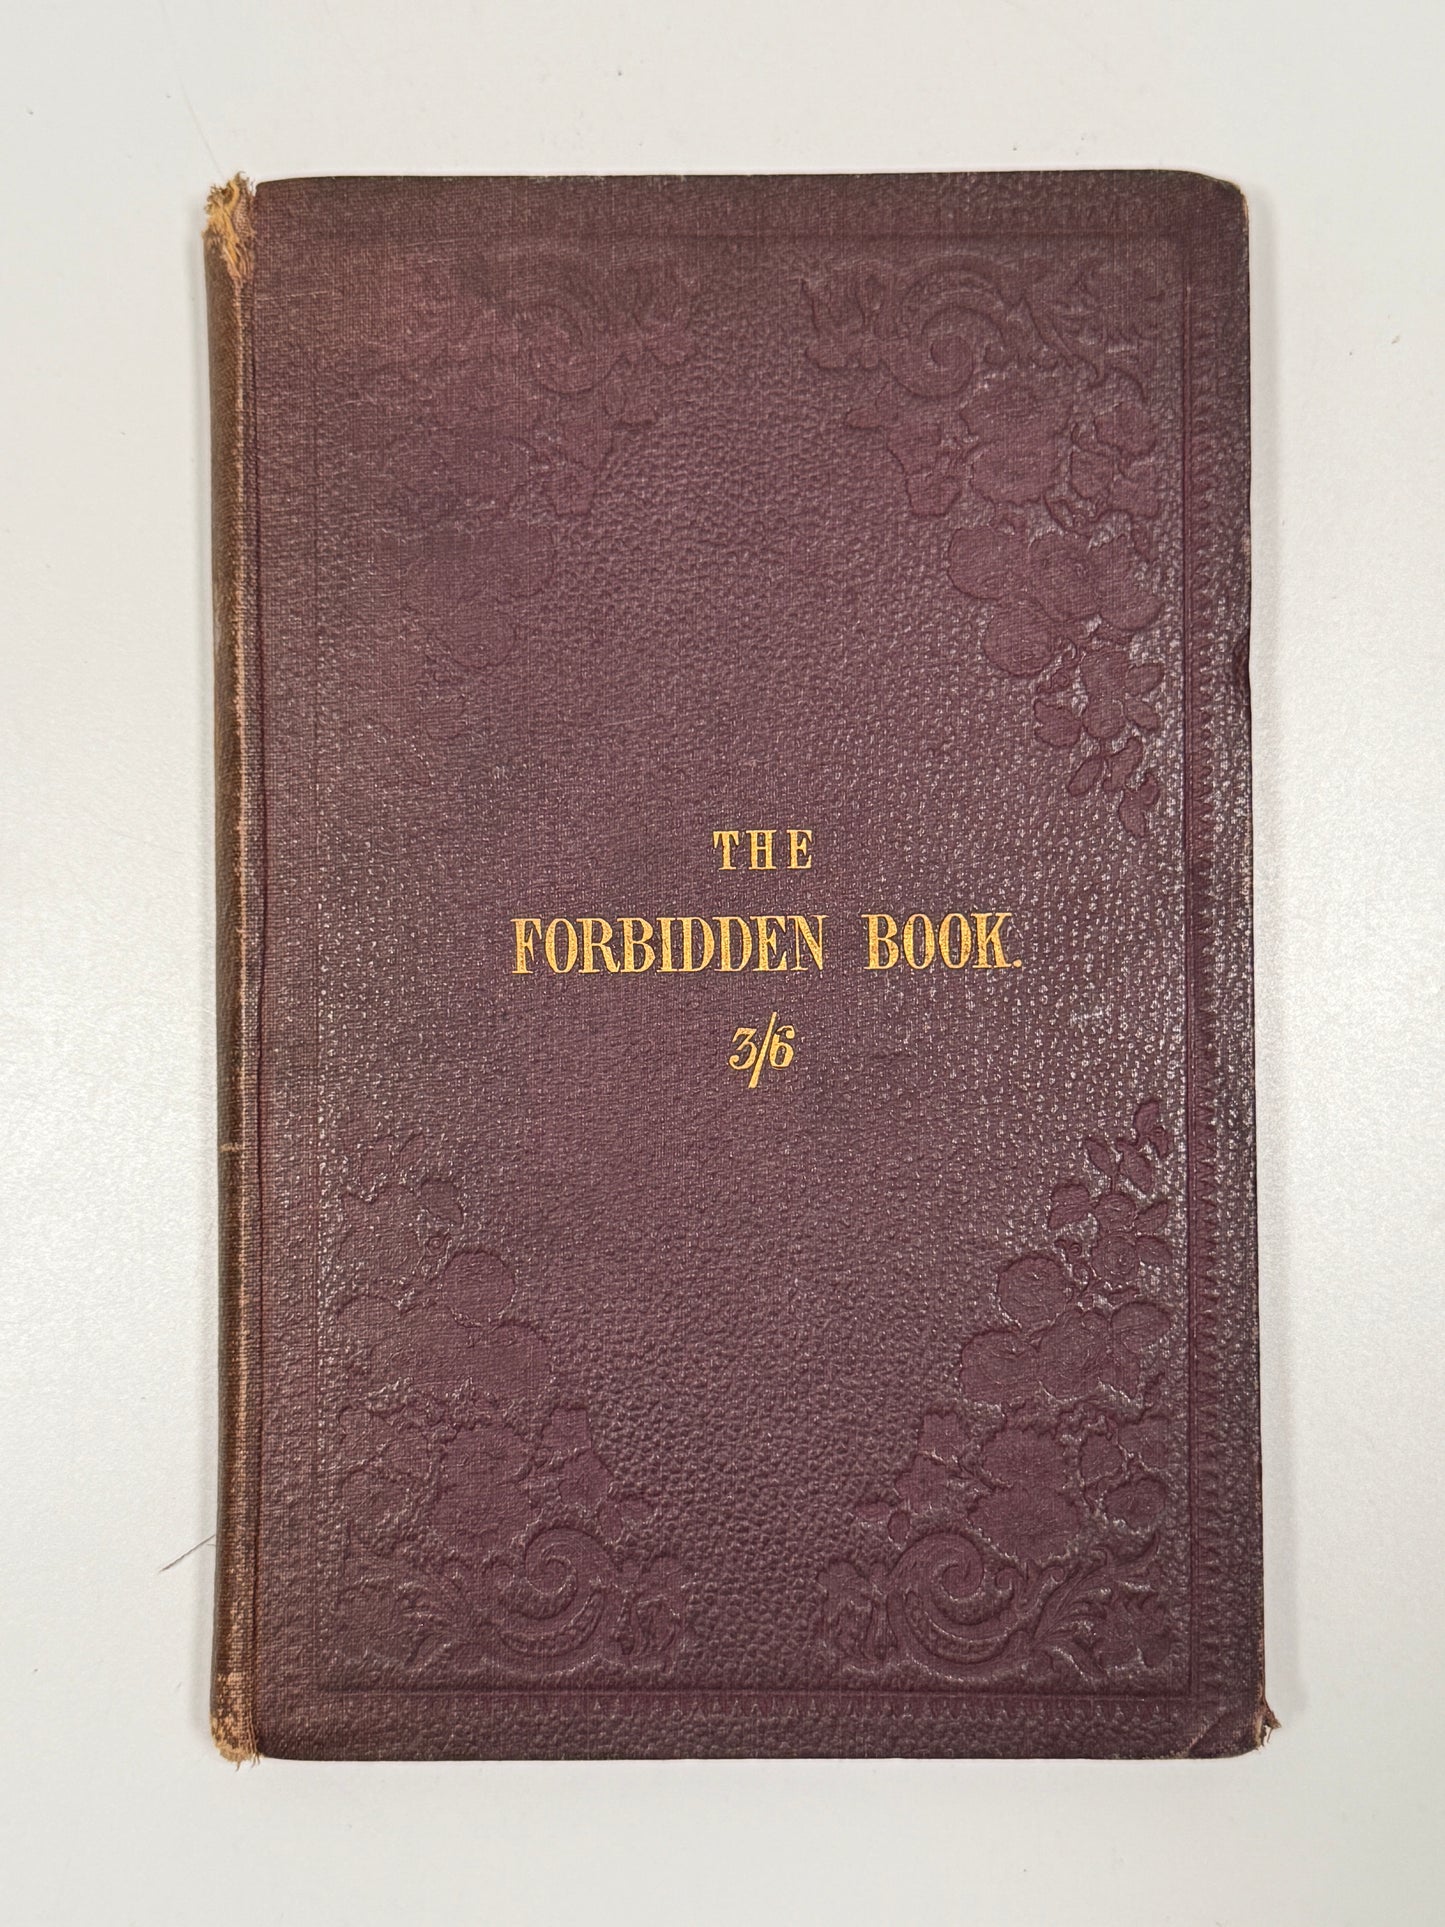 THE
FORBIDDEN BOOK.
3/6